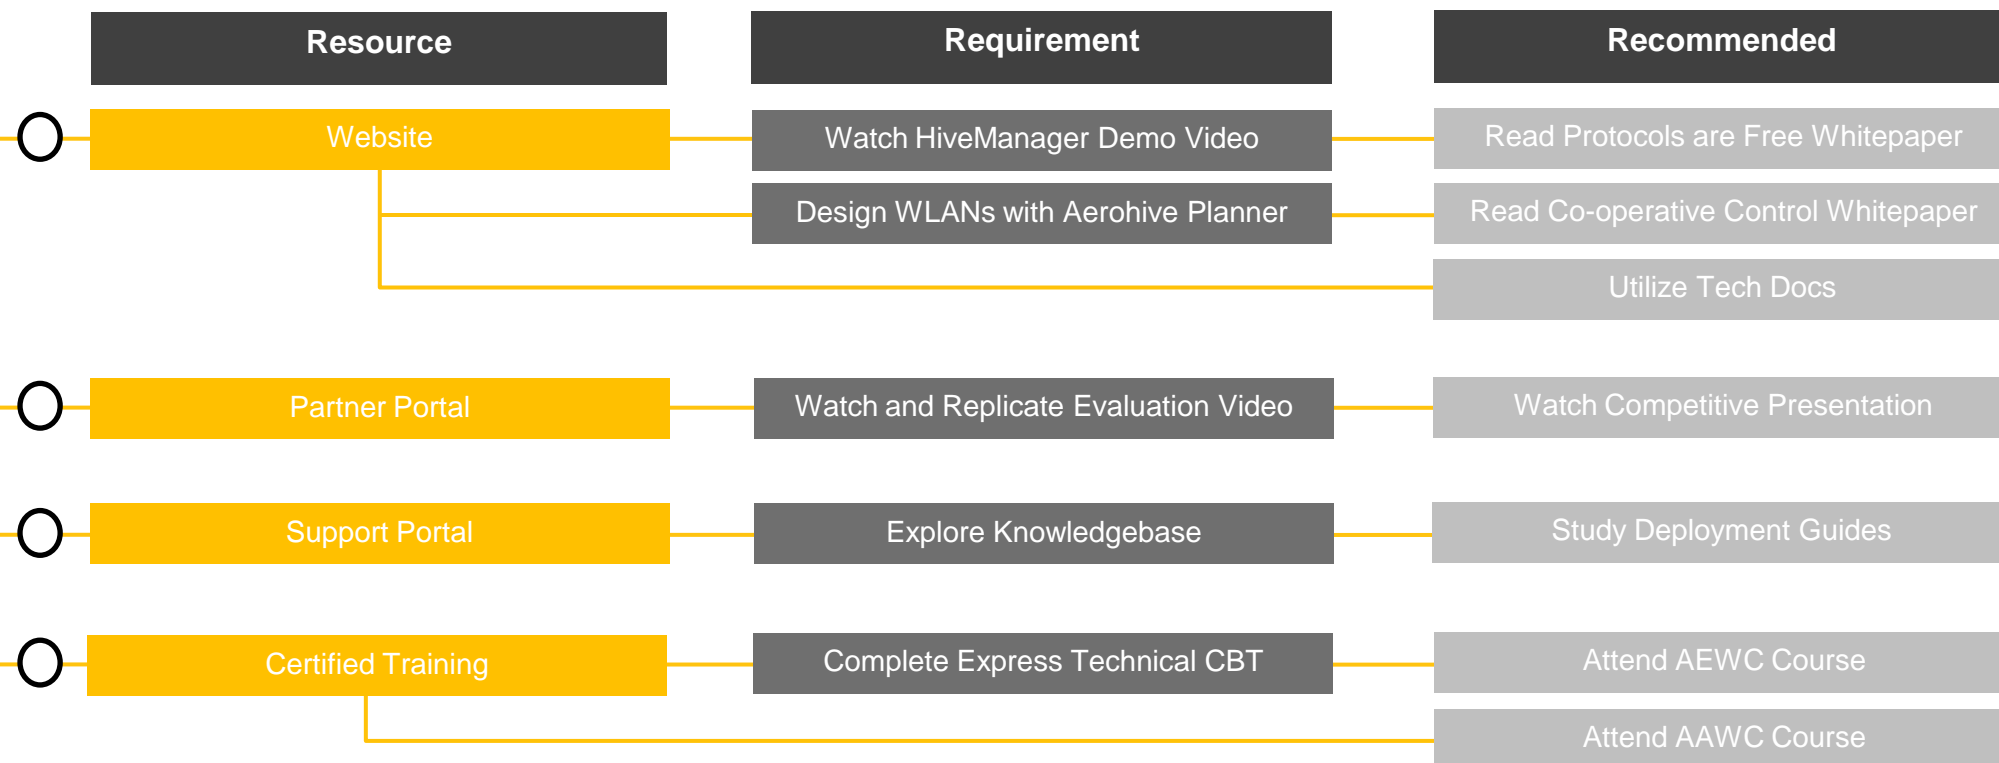 Resource
Requirement
Recommended
Website
Watch HiveManager Demo Video
Read Protocols are Free Whitepaper
Design WLANs with Aerohive Planner
Read Co-operative Control Whitepaper
Utilize Tech Docs
Partner Portal
Watch and Replicate Evaluation Video
Watch Competitive Presentation
Support Portal
Explore Knowledgebase
Study Deployment Guides
Certified Training
Complete Express Technical CBT
Attend AEWC Course
Attend AAWC Course